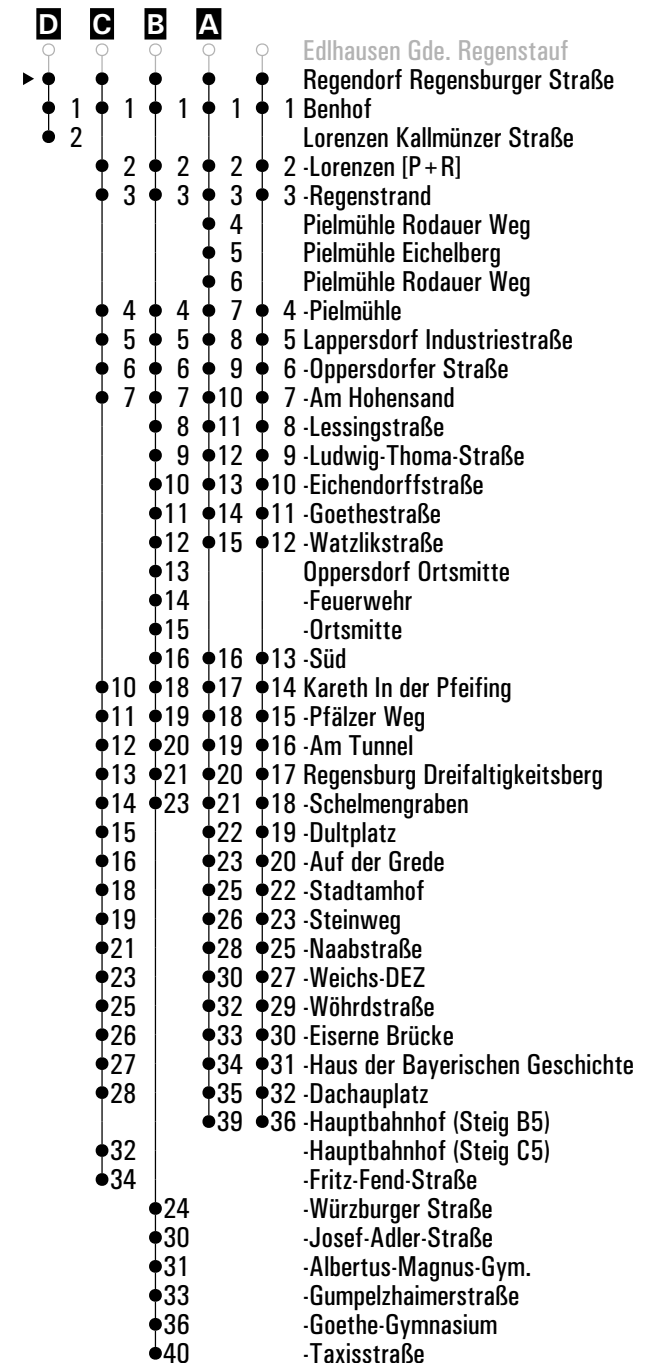 D C B A
Edlhausen Gde. Regenstauf
Regendorf Regensburger Straße
1 1 1 1 1 Benhof
2 Lorenzen Kallmünzer Straße
2 2 2 2 -Lorenzen [P+R]
3 3 3 3 -Regenstrand
4 Pielmühle Rodauer Weg
5 Pielmühle Eichelberg
6 Pielmühle Rodauer Weg
4 4 7 4 -Pielmühle
5 5 8 5 Lappersdorf Industriestraße
6 6 9 6 -Oppersdorfer Straße
7 7 10 7 -Am Hohensand
8 11 8 -Lessingstraße
9 12 9 -Ludwig-Thoma-Straße
10 13 10 -Eichendorffstraße
11 14 11 -Goethestraße
12 15 12 -Watzlikstraße
13 Oppersdorf Ortsmitte
14 -Feuerwehr
15 -Ortsmitte
16 16 13 -Süd
10 18 17 14 Kareth In der Pfeifing
11 19 18 15 -Pfälzer Weg
12 20 19 16 -Am Tunnel
13 21 20 17 Regensburg Dreifaltigkeitsberg
14 23 21 18 -Schelmengraben
15 22 19 -Dultplatz
16 23 20 -Auf der Grede
18 25 22 -Stadtamhof
19 26 23 -Steinweg
21 28 25 -Naabstraße
23 30 27 -Weichs-DEZ
25 32 29 -Wöhrdstraße
26 33 30 -Eiserne Brücke
27 34 31 -Haus der Bayerischen Geschichte
28 35 32 -Dachauplatz
39 36 -Hauptbahnhof (Steig B5)
32 -Hauptbahnhof (Steig C5)
34 -Fritz-Fend-Straße
24 -Würzburger Straße
30 -Josef-Adler-Straße
31 -Albertus-Magnus-Gym.
33 -Gumpelzhaimerstraße
36 -Goethe-Gymnasium
40 -Taxisstraße